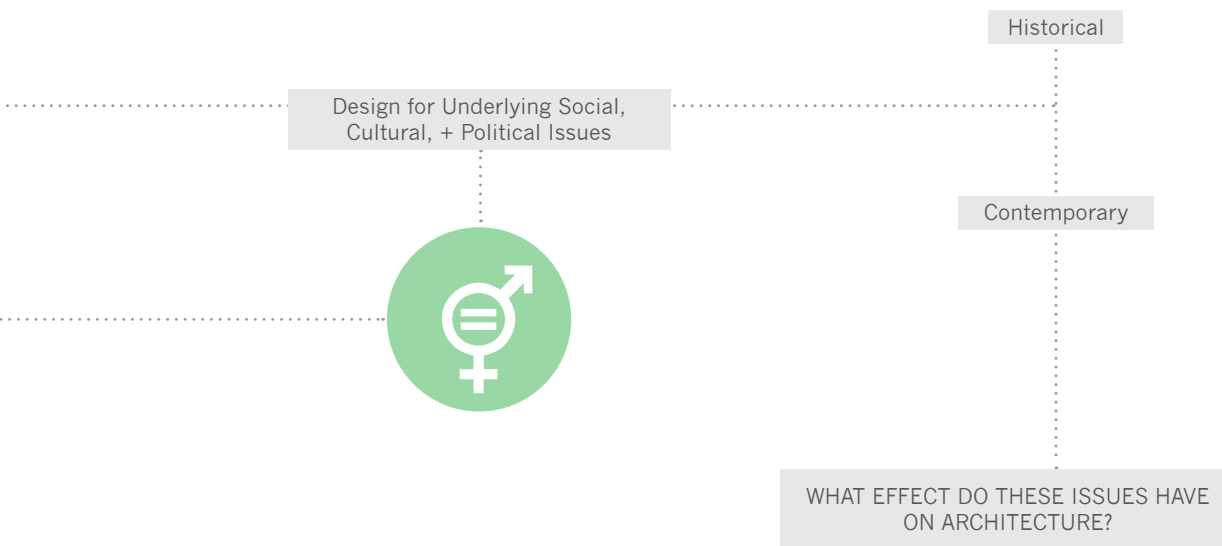 Historical
Design for Underlying Social,
Cultural, + Political Issues
Contemporary
WHAT EFFECT DO THESE ISSUES HAVE
ON ARCHITECTURE?